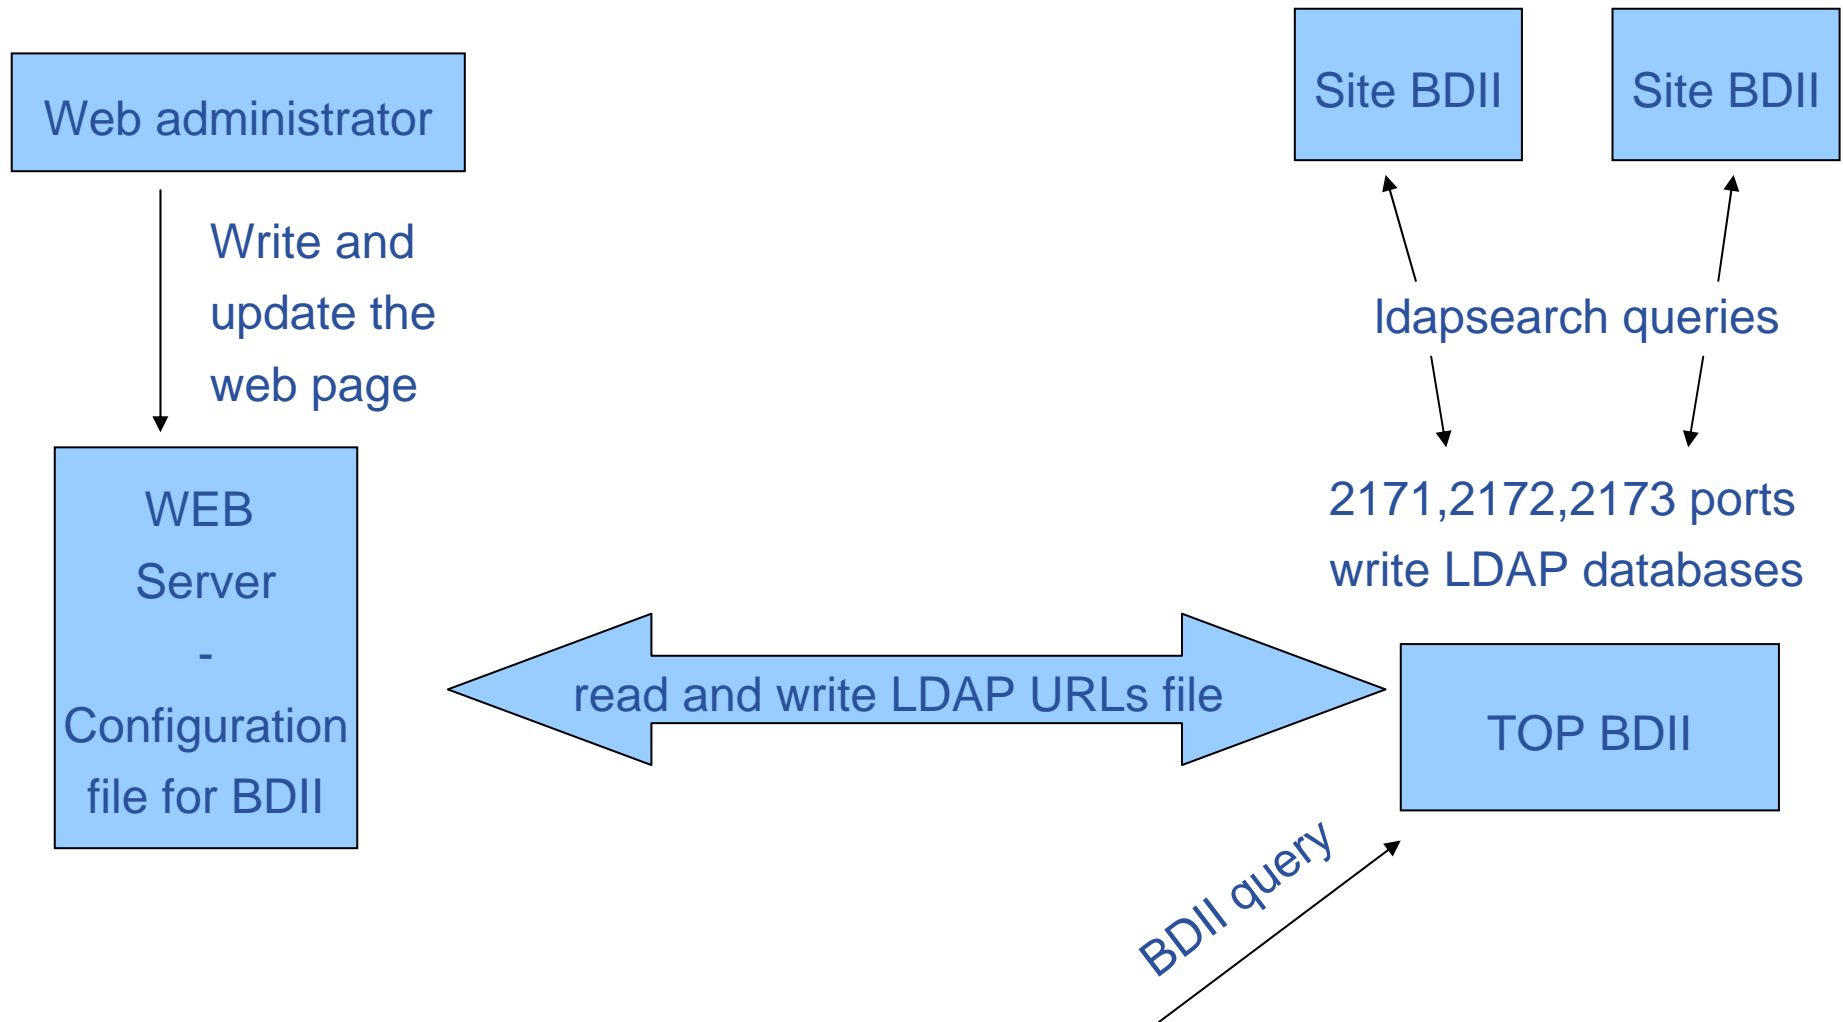 Web administrator
Site BDII
Site BDII
Write and
update the
web page
ldapsearch queries
WEB
Server
-
Configuration
file for BDII
2171,2172,2173 ports
write LDAP databases
read and write LDAP URLs file
TOP BDII
BDII query